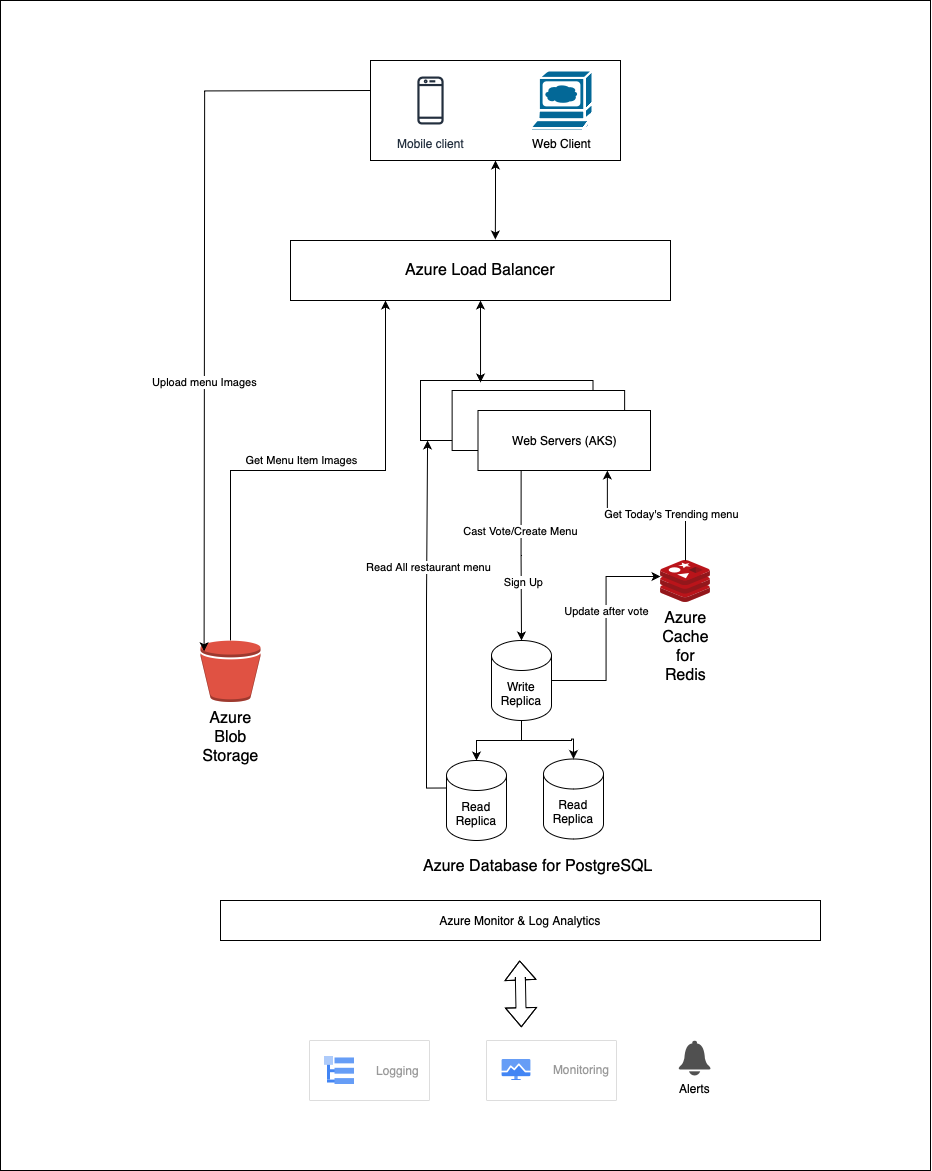 Mobile client
Web Client
Azure Load Balancer
Upload menu Images
Web Servers (AKS)
Get Menu Item Images
Get Today's Trending menu
Cast Vote/Create Menu
Read All restaurant menu
Sign Up
Update after vote
Azure
Cache
for
Redis
Write
Replica
Azure
Blob
Storage
Read
Replica
Read
Replica
Azure Database for PostgreSQL
Azure Monitor & Log Analytics
Logging
Monitoring
Alerts